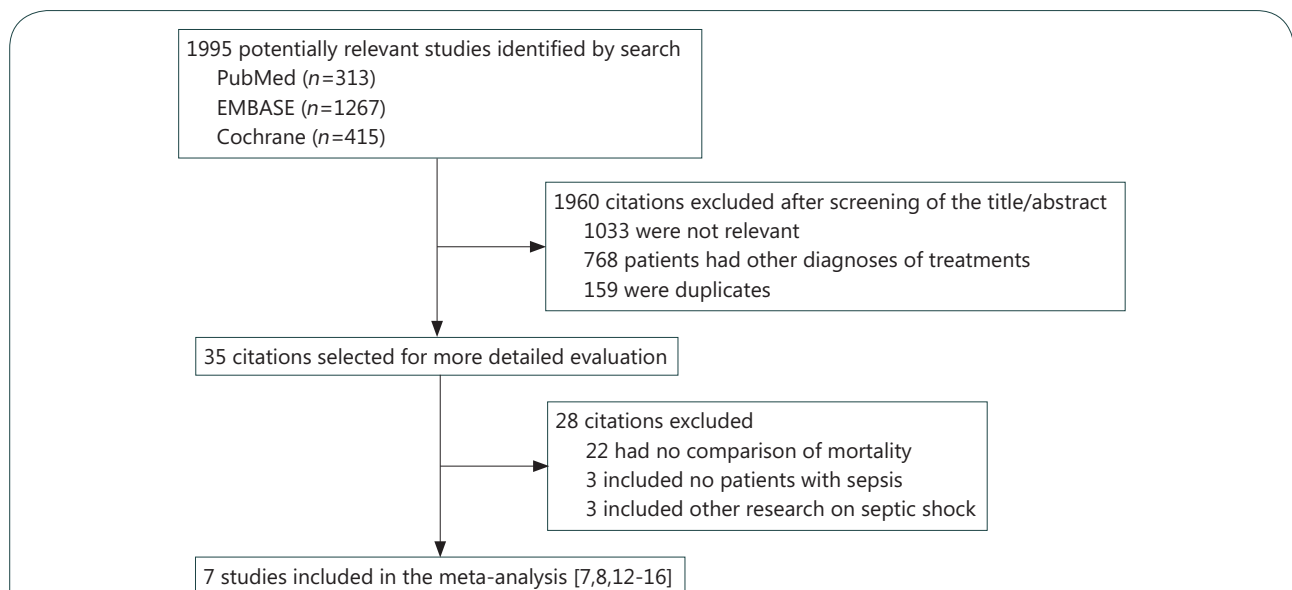 1995 potentially relevant studies identified by search
PubMed (n=313)
EMBASE (n=1267)
Cochrane (n=415)
1960 citations excluded after screening of the title/abstract
1033 were not relevant
768 patients had other diagnoses of treatments
159 were duplicates
35 citations selected for more detailed evaluation
28 citations excluded
22 had no comparison of mortality
3 included no patients with sepsis
3 included other research on septic shock
7 studies included in the meta-analysis [7,8,12-16]